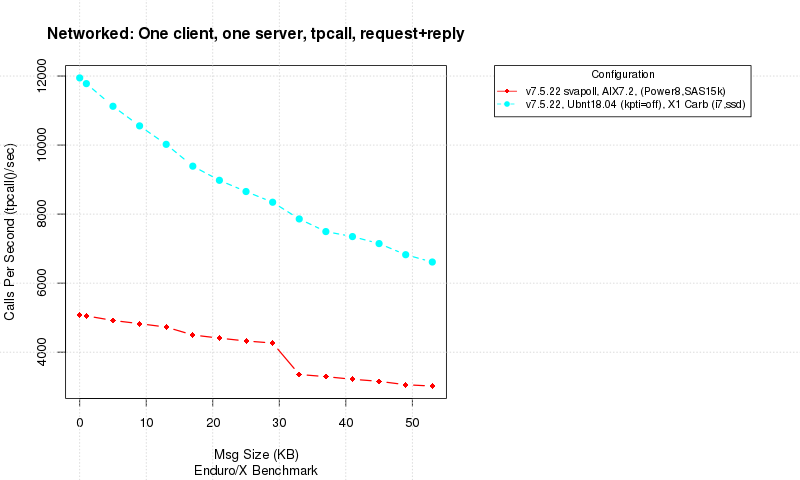 Networked: One client, one server, tpcall, request+reply
Configuration
v7.5.22 svapoll, AIX7.2, (Power8,SAS15k)
v7.5.22, Ubnt18.04 (kpti=off), X1 Carb (i7,ssd)
Calls Per Second (tpcall()/sec)
12000
10000
8000
6000
4000
0 10 20 30 40 50
Msg Size (KB)
Enduro/X Benchmark